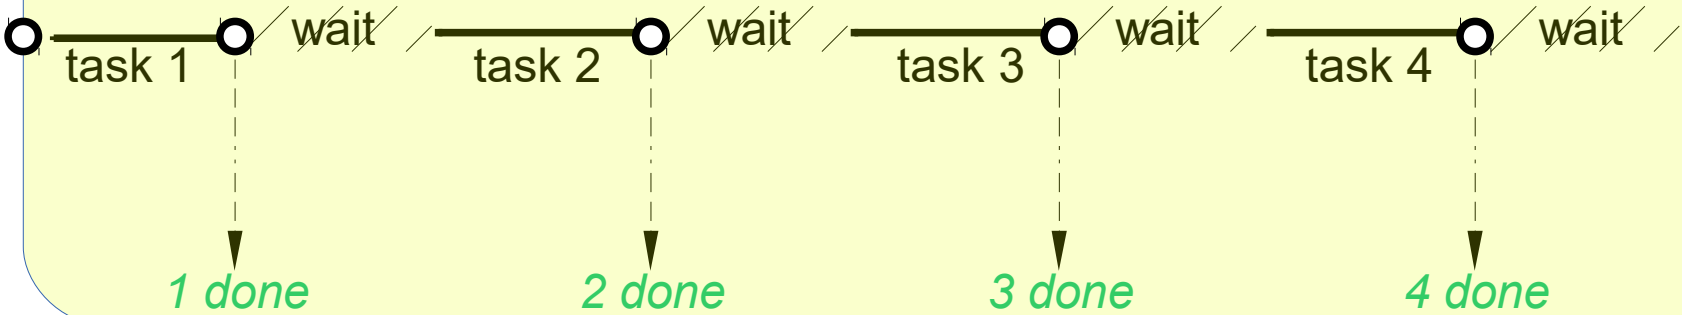 wait wait wait wait
task 1 task 2 task 3 task 4
1 done 2 done 3 done 4 done